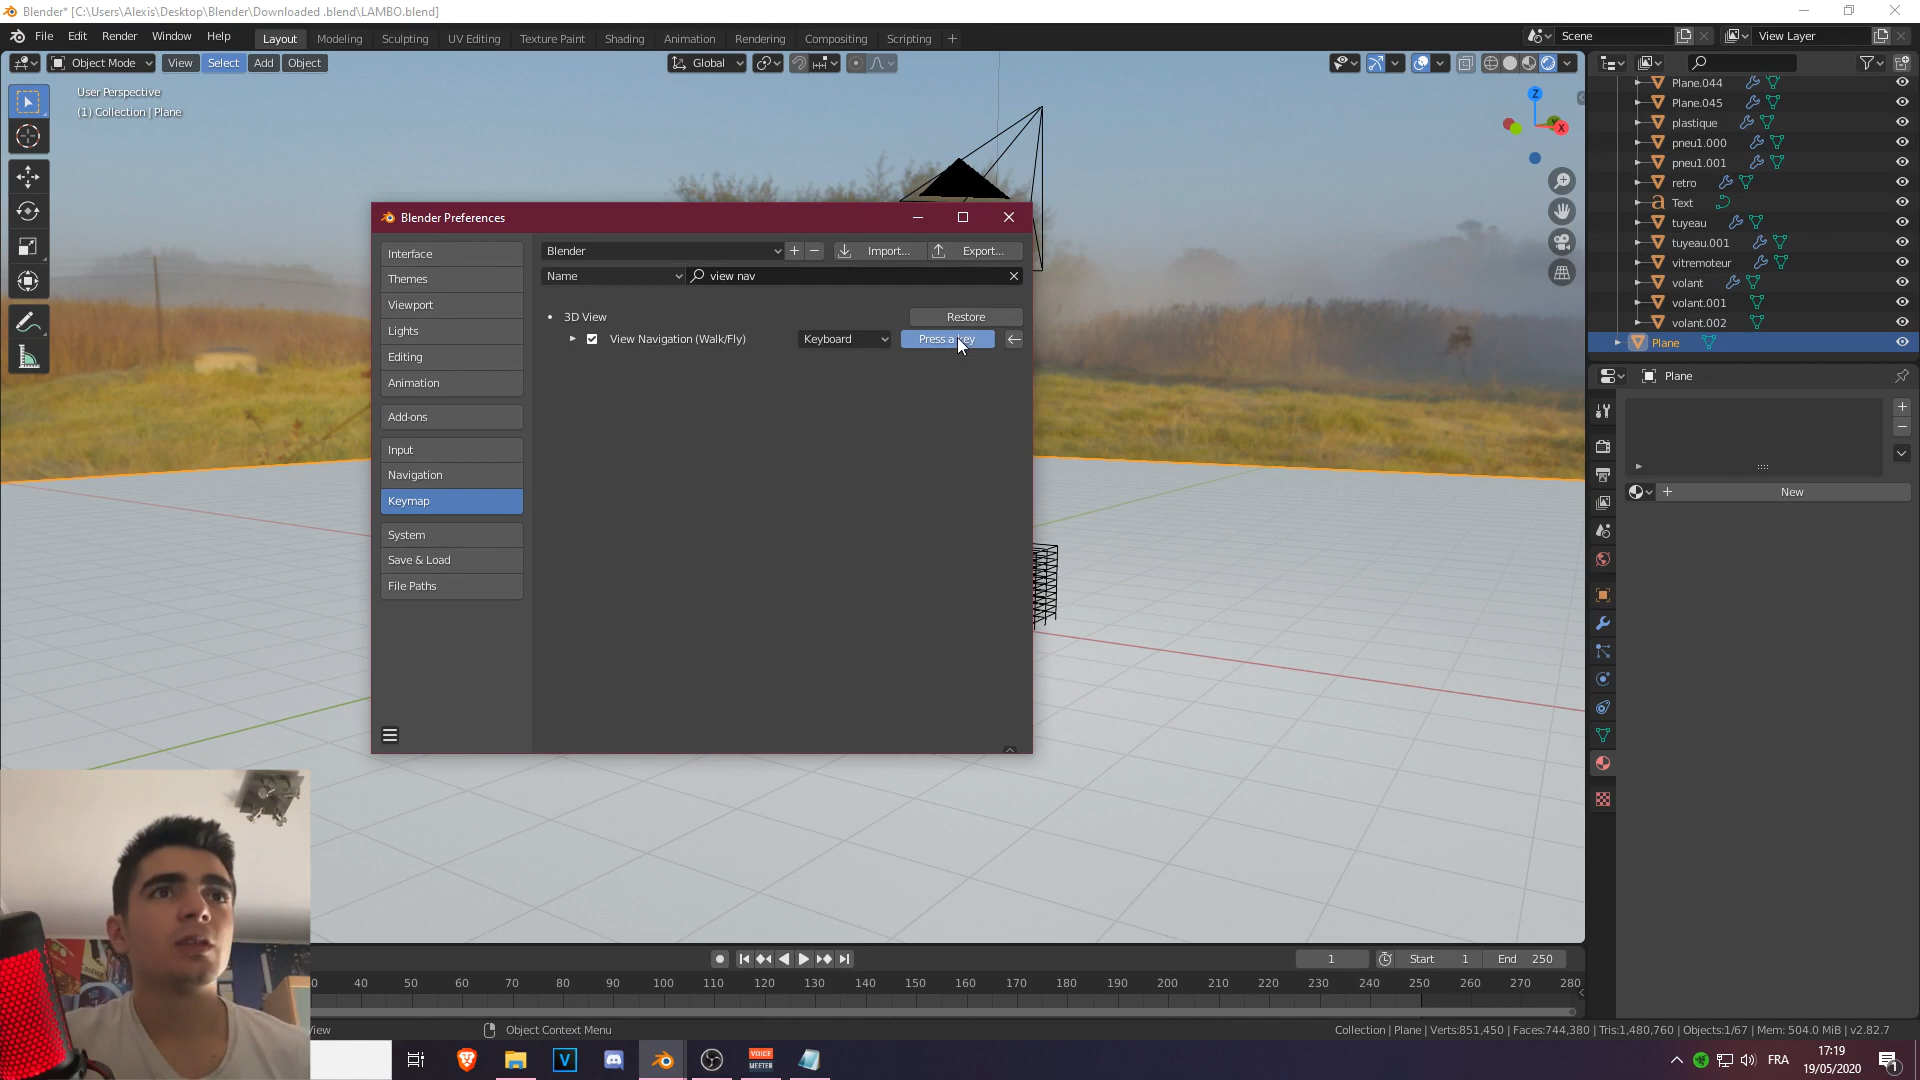 Blender* [C:\Users\Alexis\Desktop\Blender\Downloaded .blend\LAMBO.blend]
File Edit Render Window Help Layout Modeling Sculpting UV Editing Texture Paint Shading Animation Rendering Compositing Scripting + Scene View Layer
Object Mode View Select Add Object Global
User Perspective
(1) Collection | Plane
Z
Y
X
Plane.044
Plane.045
plastique
pneu1.000
pneu1.001
retro
Text
tuyeau
tuyeau.001
vitremoteur
volant
volant.001
volant.002
Plane
Plane
New
Blender Preferences
Interface
Themes
Viewport
Lights
Editing
Animation
Add-ons
Input
Navigation
Keymap
System
Save & Load
File Paths
Blender Import... Export...
Name view nav
3D View Restore
View Navigation (Walk/Fly) Keyboard Press a key
1 Start 1 End 250
0 40 50 60 70 80 90 100 110 120 130 140 150 160 170 180 190 200 210 220 230 240 250 260 270 280
View Object Context Menu Collection | Plane | Verts:851,450 | Faces:744,380 | Tris:1,480,760 | Objects:1/67 | Mem: 504.0 MiB | v2.82.7
V VOICE MEETER FRA
17:19
19/05/2020
1